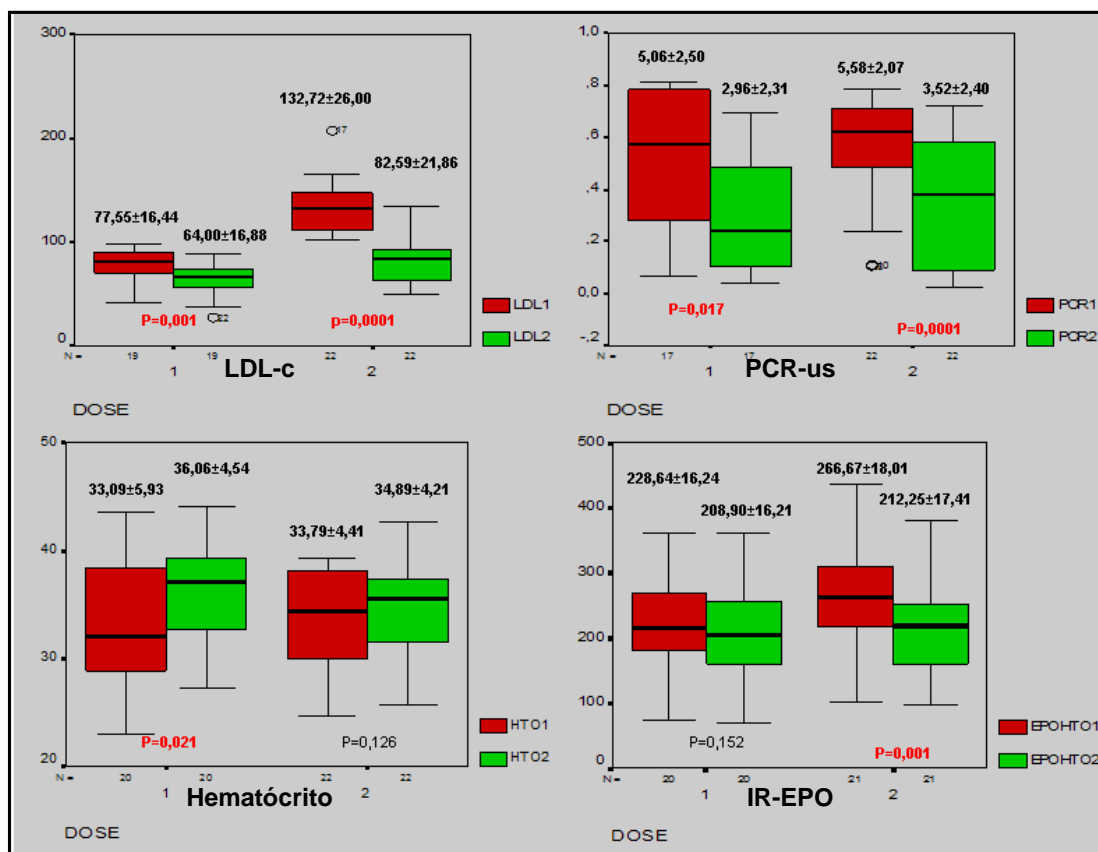 300
200
100
0
132,72±26,00
17
82,59±21,86
77,55±16,44
64,00±16,88
22
P=0,001
p=0,0001
LDL1
LDL2
N =
19
19
22
22
1
2
LDL-c
DOSE
1,0
,8
,6
,4
,2
0,0
-,2
5,06±2,50
2,96±2,31
5,58±2,07
3,52±2,40
P=0,017
P=0,0001
PCR1
PCR2
N =
17
17
22
22
1
2
PCR-us
DOSE
50
40
30
20
33,09±5,93
36,06±4,54
33,79±4,41
34,89±4,21
P=0,021
P=0,126
HTO1
HTO2
N =
20
20
22
22
1
2
Hematócrito
DOSE
500
400
300
200
100
0
228,64±16,24
208,90±16,21
266,67±18,01
212,25±17,41
P=0,152
P=0,001
EPOHTO1
EPOHTO2
N =
20
20
21
21
1
2
IR-EPO
DOSE